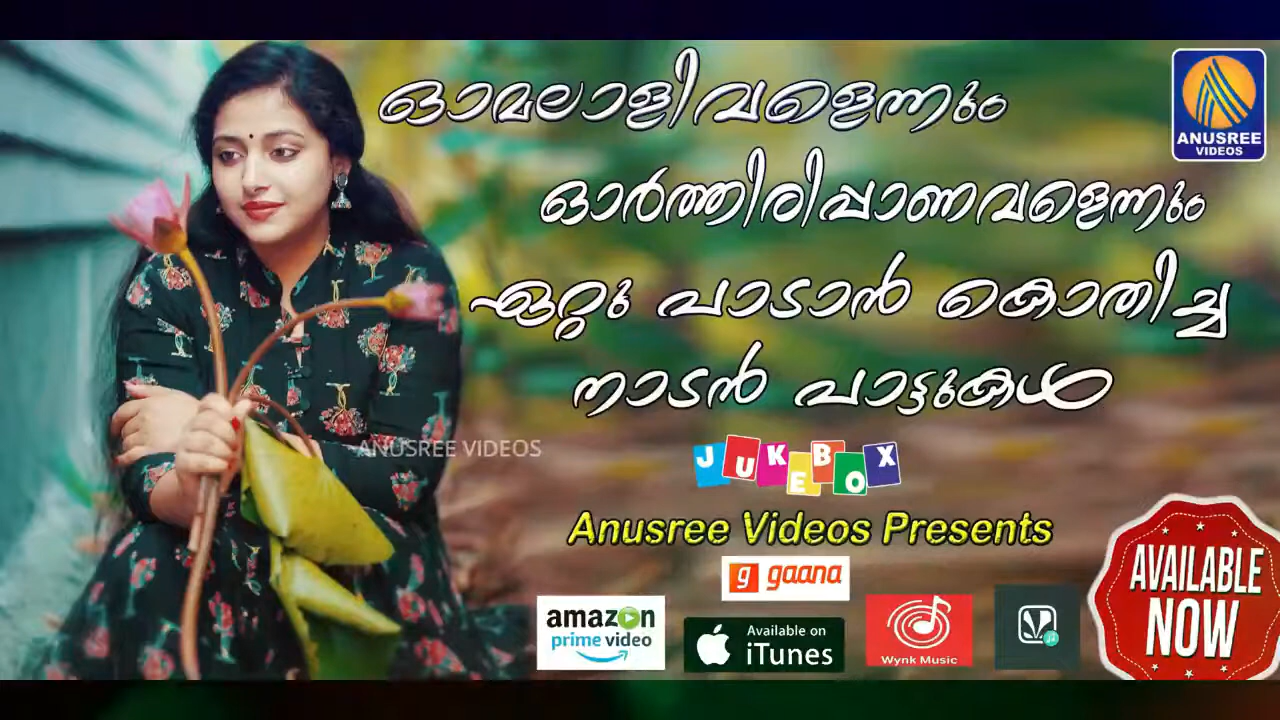 ഓമലാളിവളെന്നും
ഓർത്തിരിപ്പാണവളെന്നും
ഏറ്റു പാടാൻ കൊതിച്ച
നാടൻ പാട്ടുകൾ
ANUSREE
VIDEOS
ANUSREE VIDEOS
JUKEBOX
Anusree Videos Presents
g gaana
amazon
prime video
Available on
iTunes
Wynk Music
AVAILABLE
NOW